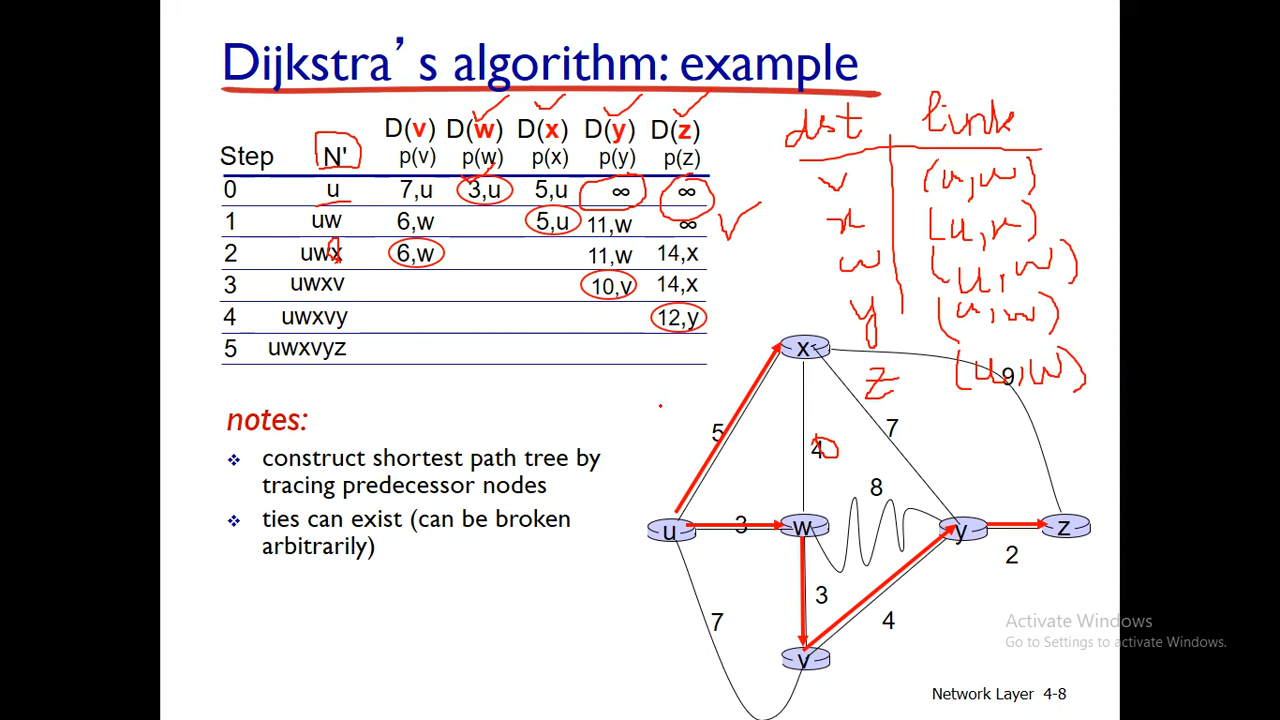 Dijkstra's algorithm: example
D(v) D(w) D(x) D(y) D(z)
Step N' p(v) p(w) p(x) p(y) p(z)
0 u 7,u 3,u 5,u ∞ ∞
1 uw 6,w 5,u 11,w ∞
2 uwx 6,w 11,w 14,x
3 uwxv 10,v 14,x
4 uwxvy 12,y
5 uwxvyz
dst link
v (u,w)
x (u,x)
w (u,w)
y (u,w)
z (u,w)
notes:
❖ construct shortest path tree by
tracing predecessor nodes
❖ ties can exist (can be broken
arbitrarily)
x
9
5
4
7
8
u
3
w
y
z
2
3
7
4
v
Activate Windows
Go to Settings to activate Windows.
Network Layer 4-8